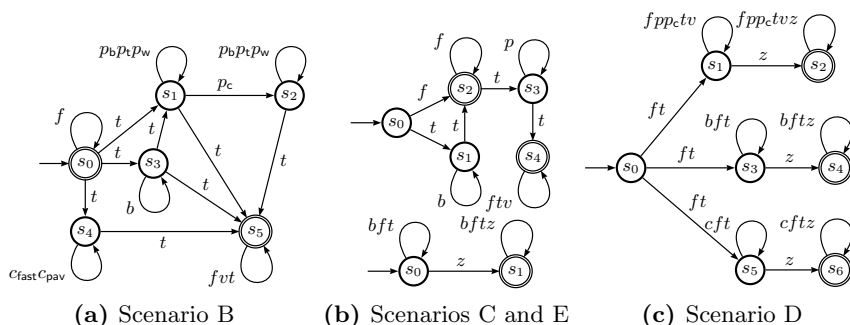 p_b p_t p_w
p_b p_t p_w
s_1
p_c
s_2
f
t
t
t
t
s_0
t
s_3
t
t
b
s_4
t
s_5
c_fast c_pav
fvt
(a) Scenario B
f
p
f
s_2
t
s_3
s_0
t
t
t
s_1
s_4
b
ftv
bft
bftz
s_0
z
s_1
(b) Scenarios C and E
fpp_c tv
fpp_c tvz
s_1
z
s_2
ft
bft
bftz
s_0
ft
s_3
z
s_4
ft
cft
cftz
s_5
z
s_6
(c) Scenario D